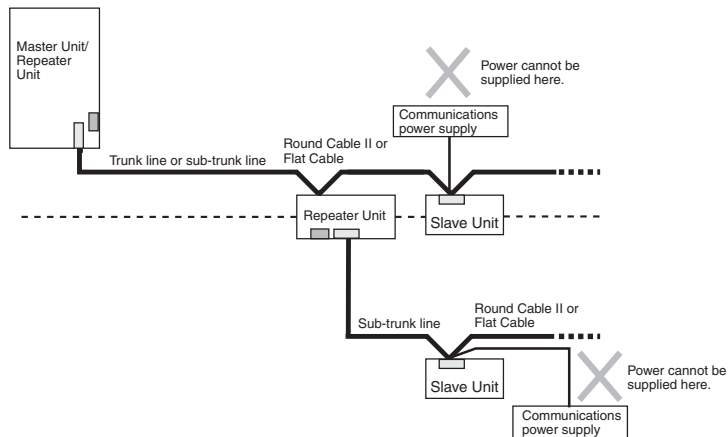 Master Unit/
Repeater
Unit
Power cannot be
supplied here.
Communications
power supply
Round Cable II or
Flat Cable
Trunk line or sub-trunk line
Repeater Unit
Slave Unit
Sub-trunk line
Round Cable II or
Flat Cable
Slave Unit
Power cannot be
supplied here.
Communications
power supply